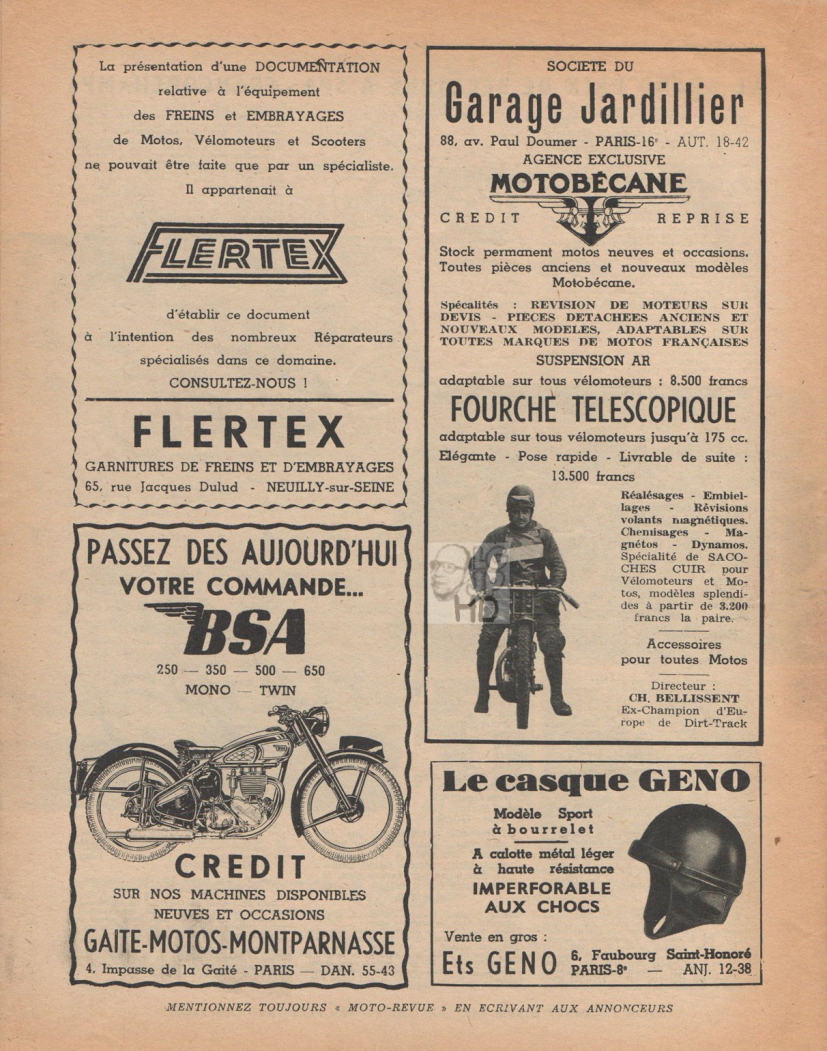 La présentation d'une DOCUMENTATION
relative à l'équipement
des FREINS et EMBRAYAGES
de Motos, Vélomoteurs et Scooters
ne pouvait être faite que par un spécialiste.
Il appartenait à
FLERTEX
d'établir ce document
à l'intention des nombreux Réparateurs
spécialisés dans ce domaine.
CONSULTEZ-NOUS !
FLERTEX
GARNITURES DE FREINS ET D'EMBRAYAGES
65, rue Jacques Dulud - NEUILLY-sur-SEINE
PASSEZ DES AUJOURD'HUI
VOTRE COMMANDE...
BSA
250 — 350 — 500 — 650
MONO — TWIN
CREDIT
SUR NOS MACHINES DISPONIBLES
NEUVES ET OCCASIONS
GAITE-MOTOS-MONTPARNASSE
4, Impasse de la Gaité - PARIS — DAN. 55-43
SOCIETE DU
Garage Jardillier
88, av. Paul Doumer - PARIS-16e - AUT. 18-42
AGENCE EXCLUSIVE
MOTOBÉCANE
CREDIT REPRISE
Stock permanent motos neuves et occasions.
Toutes pièces anciens et nouveaux modèles
Motobécane.
Spécalités : REVISION DE MOTEURS SUR
DEVIS - PIECES DETACHEES ANCIENS ET
NOUVEAUX MODELES, ADAPTABLES SUR
TOUTES MARQUES DE MOTOS FRANÇAISES
SUSPENSION AR
adaptable sur tous vélomoteurs : 8.500 francs
FOURCHE TELESCOPIQUE
adaptable sur tous vélomoteurs jusqu'à 175 cc.
Elégante - Pose rapide - Livrable de suite :
13.500 francs
Réalésages - Embiel-
lages - Révisions
volants magnétiques.
Chemisages - Ma-
gnétos - Dynamos.
Spécialité de SACO-
CHES CUIR pour
Vélomoteurs et Mo-
tos, modèles splendi-
des à partir de 3.200
francs la paire.
Accessoires
pour toutes Motos
Directeur :
CH. BELLISSENT
Ex-Champion d'Eu-
rope de Dirt-Track
HD
Le casque GENO
Modèle Sport
à bourrelet
A calotte métal léger
à haute résistance
IMPERFORABLE
AUX CHOCS
Vente en gros :
Ets GENO 6, Faubourg Saint-Honoré
PARIS-8e — ANJ. 12-38
MENTIONNEZ TOUJOURS « MOTO-REVUE » EN ECRIVANT AUX ANNONCEURS